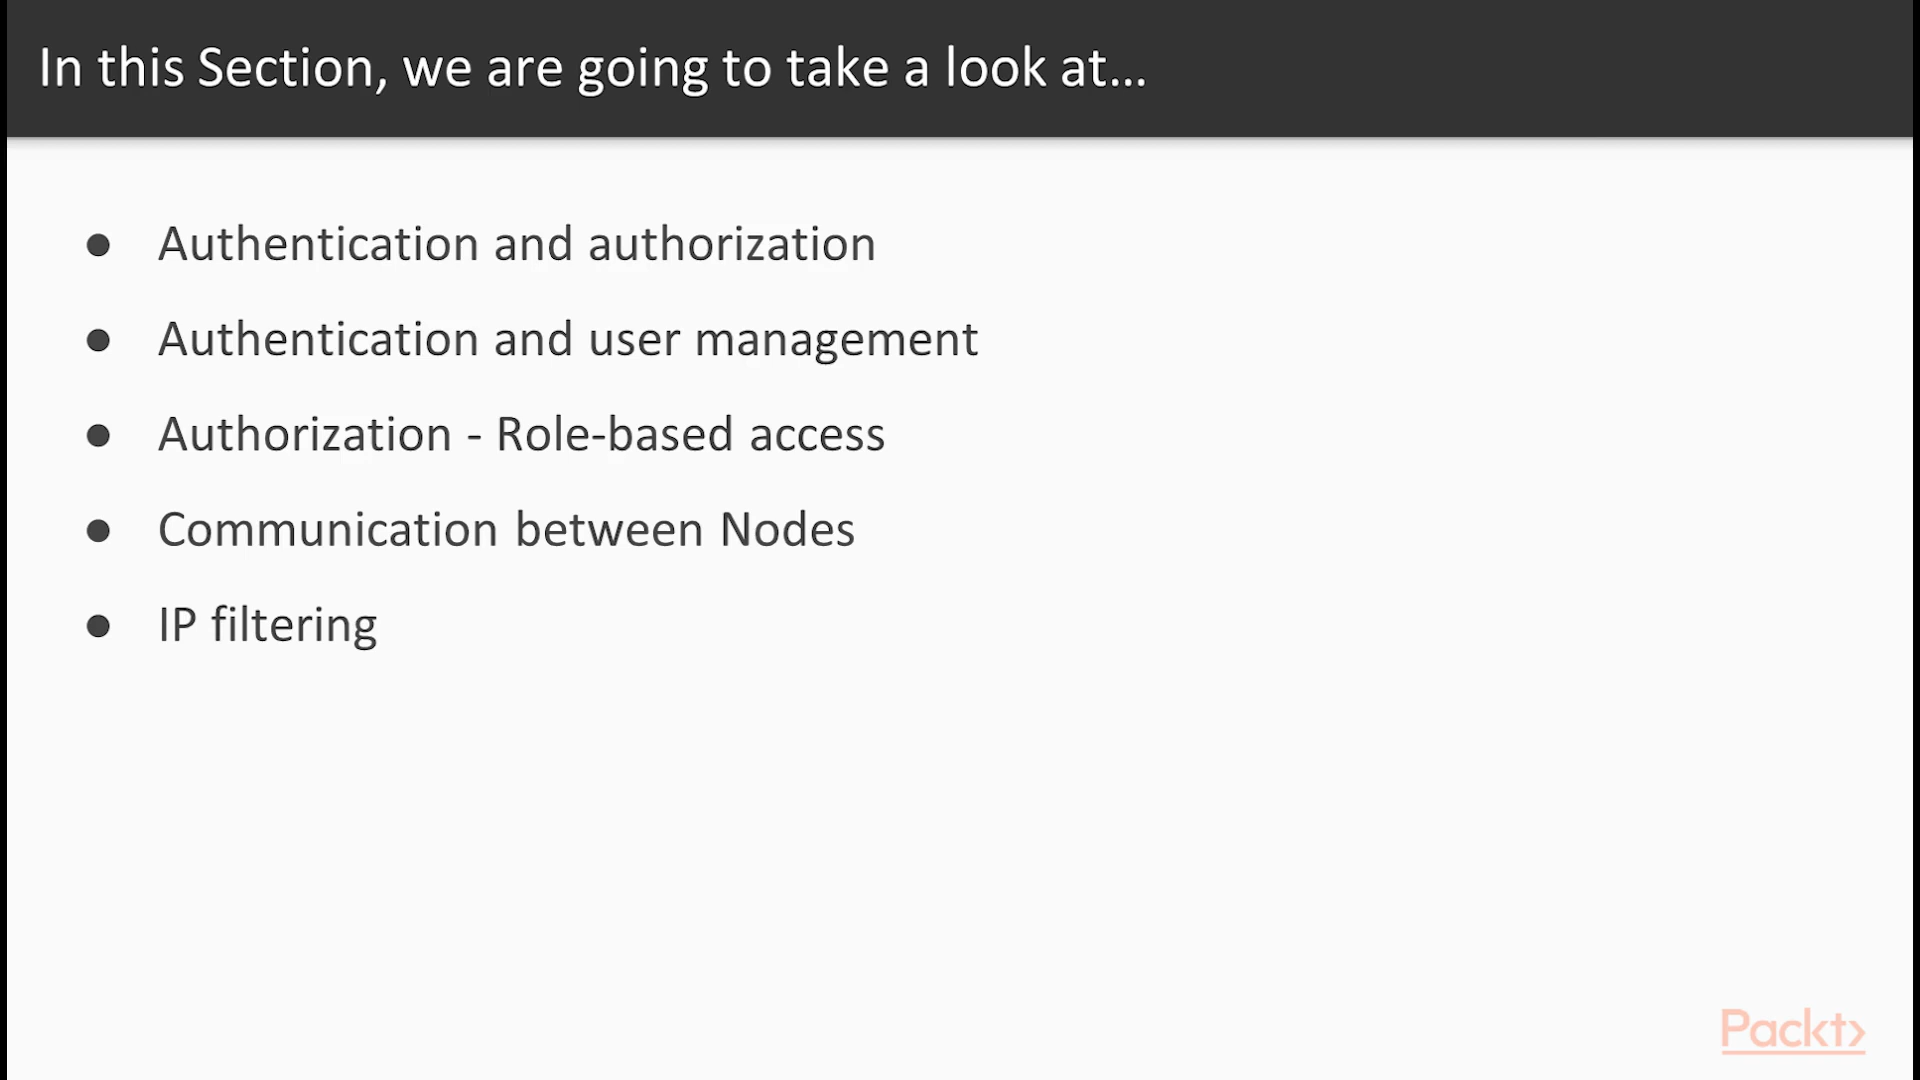 In this Section, we are going to take a look at...
● Authentication and authorization
● Authentication and user management
● Authorization - Role-based access
● Communication between Nodes
● IP filtering
Packt>